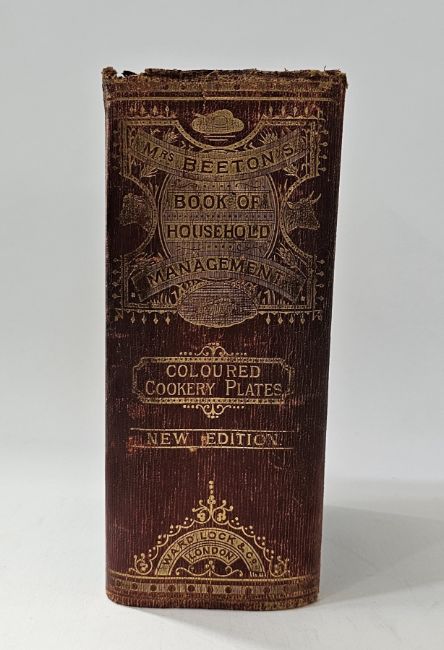 MRS BEETON'S
BOOK OF
HOUSEHOLD
MANAGEMENT
COLOURED
COOKERY PLATES
NEW EDITION
WARD, LOCK & Co
LONDON